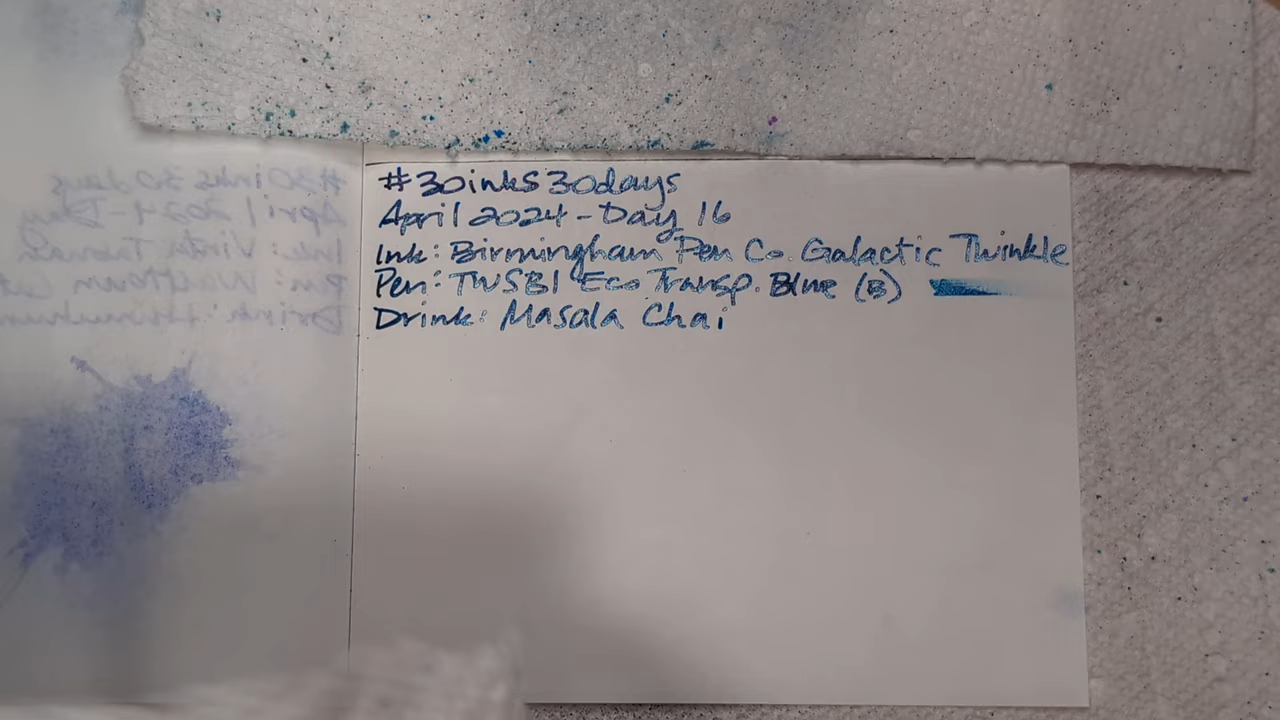 #30inks30days
April 2024 - Day 16
Ink: Birmingham Pen Co. Galactic Twinkle
Pen: TWSBI Eco Transp. Blue (B)
Drink: Masala Chai